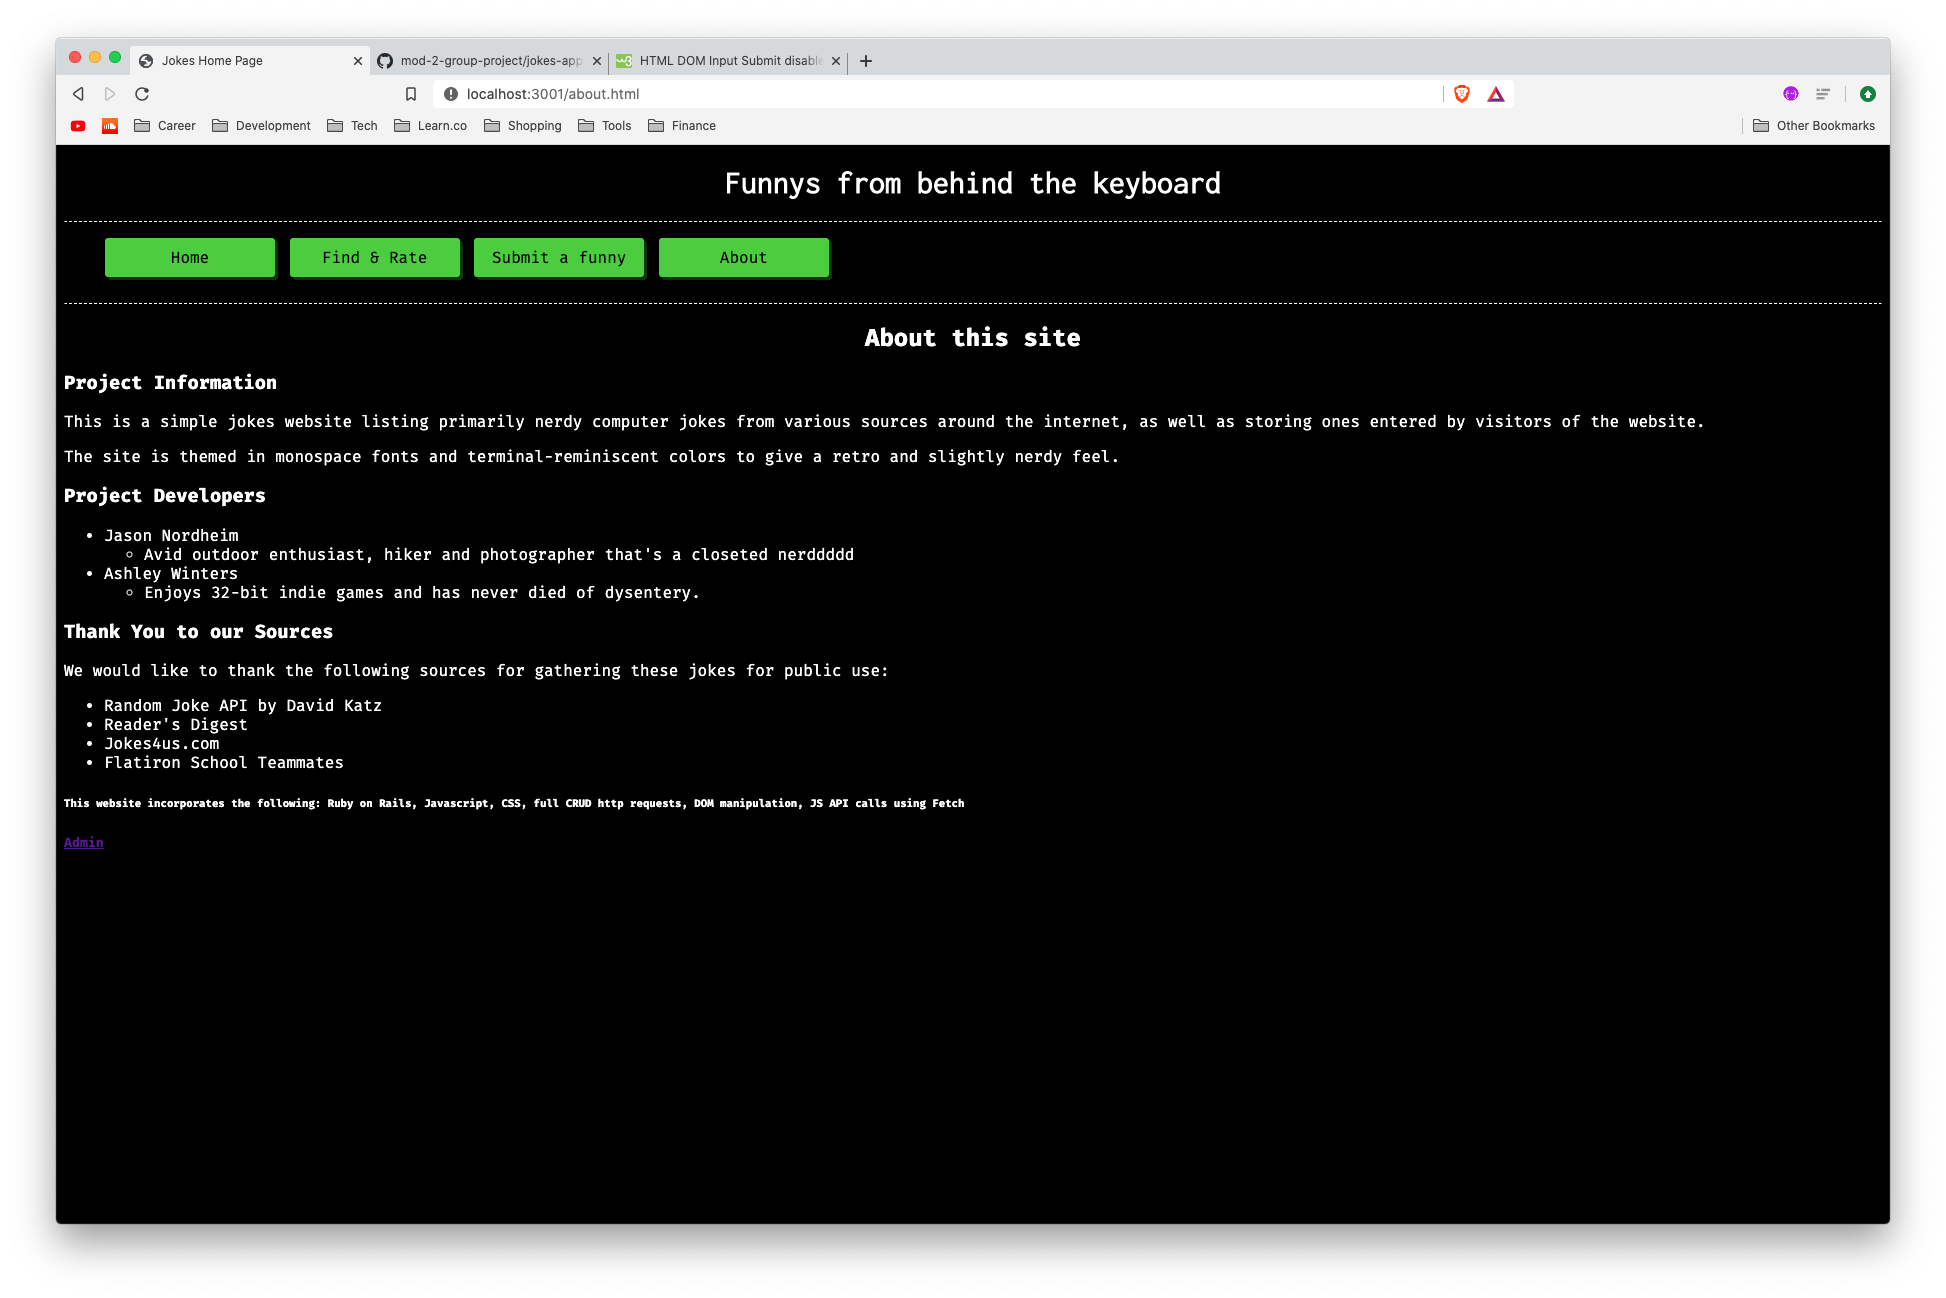 Jokes Home Page
mod-2-group-project/jokes-app
HTML DOM Input Submit disable
localhost:3001/about.html
Career Development Tech Learn.co Shopping Tools Finance Other Bookmarks
Funnys from behind the keyboard
Home Find & Rate Submit a funny About
About this site
Project Information
This is a simple jokes website listing primarily nerdy computer jokes from various sources around the internet, as well as storing ones entered by visitors of the website.
The site is themed in monospace fonts and terminal-reminiscent colors to give a retro and slightly nerdy feel.
Project Developers
• Jason Nordheim
◦ Avid outdoor enthusiast, hiker and photographer that's a closeted nerddddd
• Ashley Winters
◦ Enjoys 32-bit indie games and has never died of dysentery.
Thank You to our Sources
We would like to thank the following sources for gathering these jokes for public use:
• Random Joke API by David Katz
• Reader's Digest
• Jokes4us.com
• Flatiron School Teammates
This website incorporates the following: Ruby on Rails, Javascript, CSS, full CRUD http requests, DOM manipulation, JS API calls using Fetch
Admin